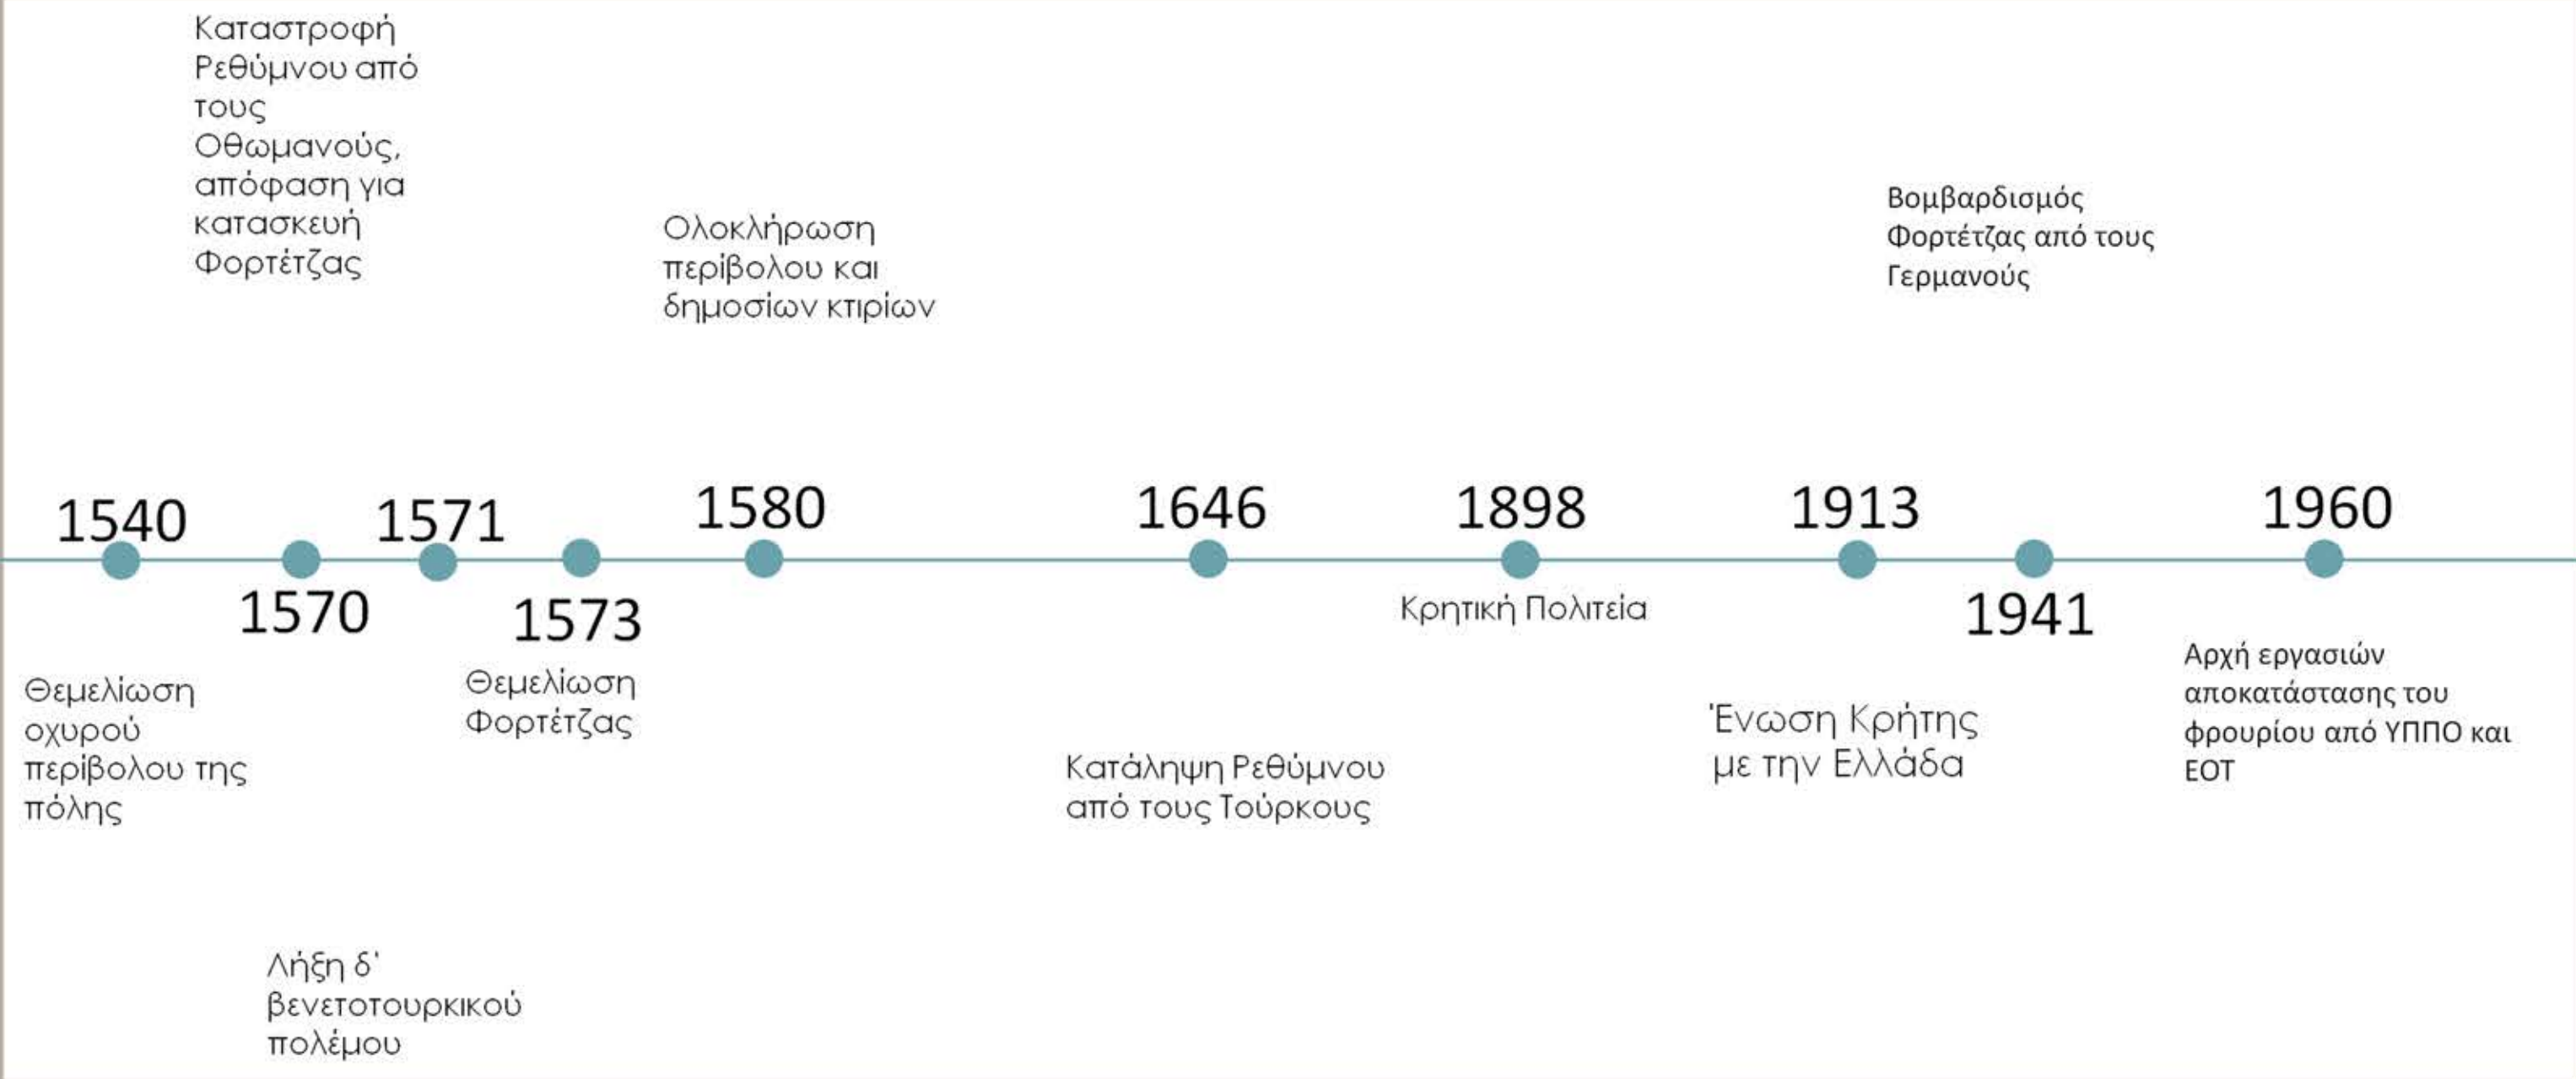 Καταστροφή
Ρεθύμνου από
τους
Οθωμανούς,
απόφαση για
κατασκευή
Φορτέτζας
Ολοκλήρωση
περίβολου και
δημοσίων κτιρίων
Βομβαρδισμός
Φορτέτζας από τους
Γερμανούς
1540
1571
1580
1646
1898
1913
1960
1570
1573
1941
Κρητική Πολιτεία
Θεμελίωση
οχυρού
περίβολου της
πόλης
Θεμελίωση
Φορτέτζας
Κατάληψη Ρεθύμνου
από τους Τούρκους
Ένωση Κρήτης
με την Ελλάδα
Αρχή εργασιών
αποκατάστασης του
φρουρίου από ΥΠΠΟ και
ΕΟΤ
Λήξη δ'
βενετοτουρκικού
πολέμου